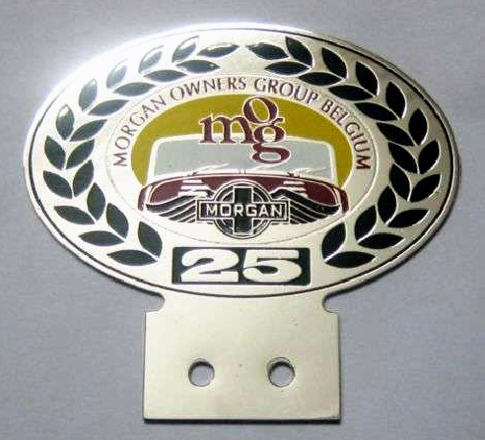 MORGAN OWNERS GROUP BELGIUM
mog
MORGAN
25